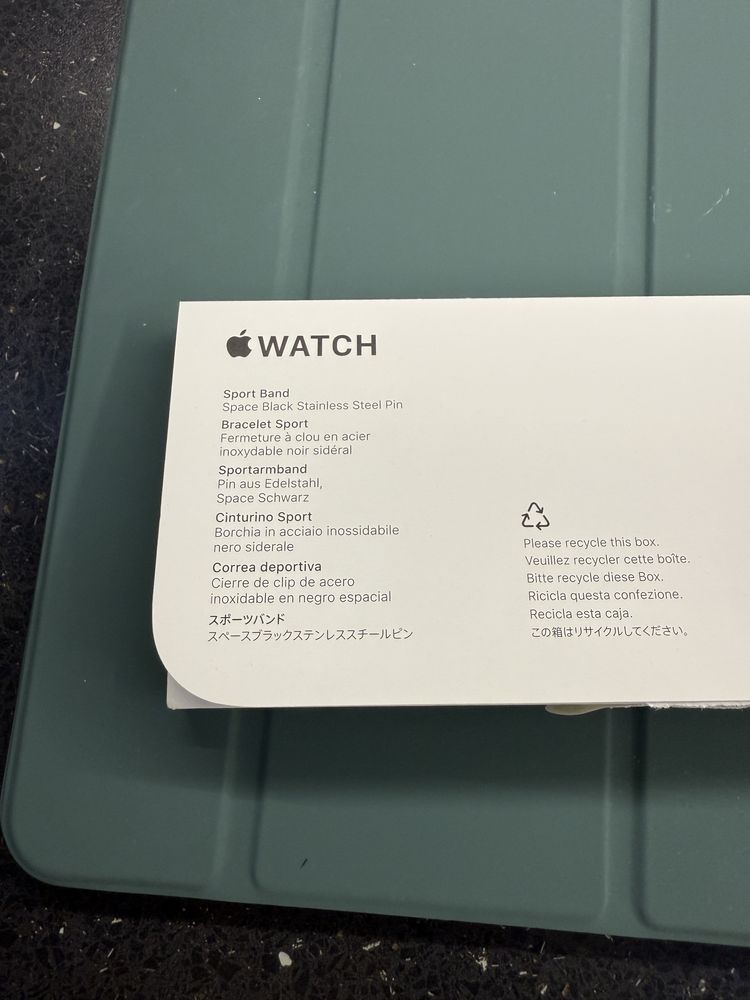 WATCH
Sport Band
Space Black Stainless Steel Pin
Bracelet Sport
Fermeture à clou en acier
inoxydable noir sidéral
Sportarmband
Pin aus Edelstahl,
Space Schwarz
Cinturino Sport
Borchia in acciaio inossidabile
nero siderale
Correa deportiva
Cierre de clip de acero
inoxidable en negro espacial
スポーツバンド
スペースブラックステンレススチールピン
Please recycle this box.
Veuillez recycler cette boîte.
Bitte recycle diese Box.
Ricicla questa confezione.
Recicla esta caja.
この箱はリサイクルしてください。